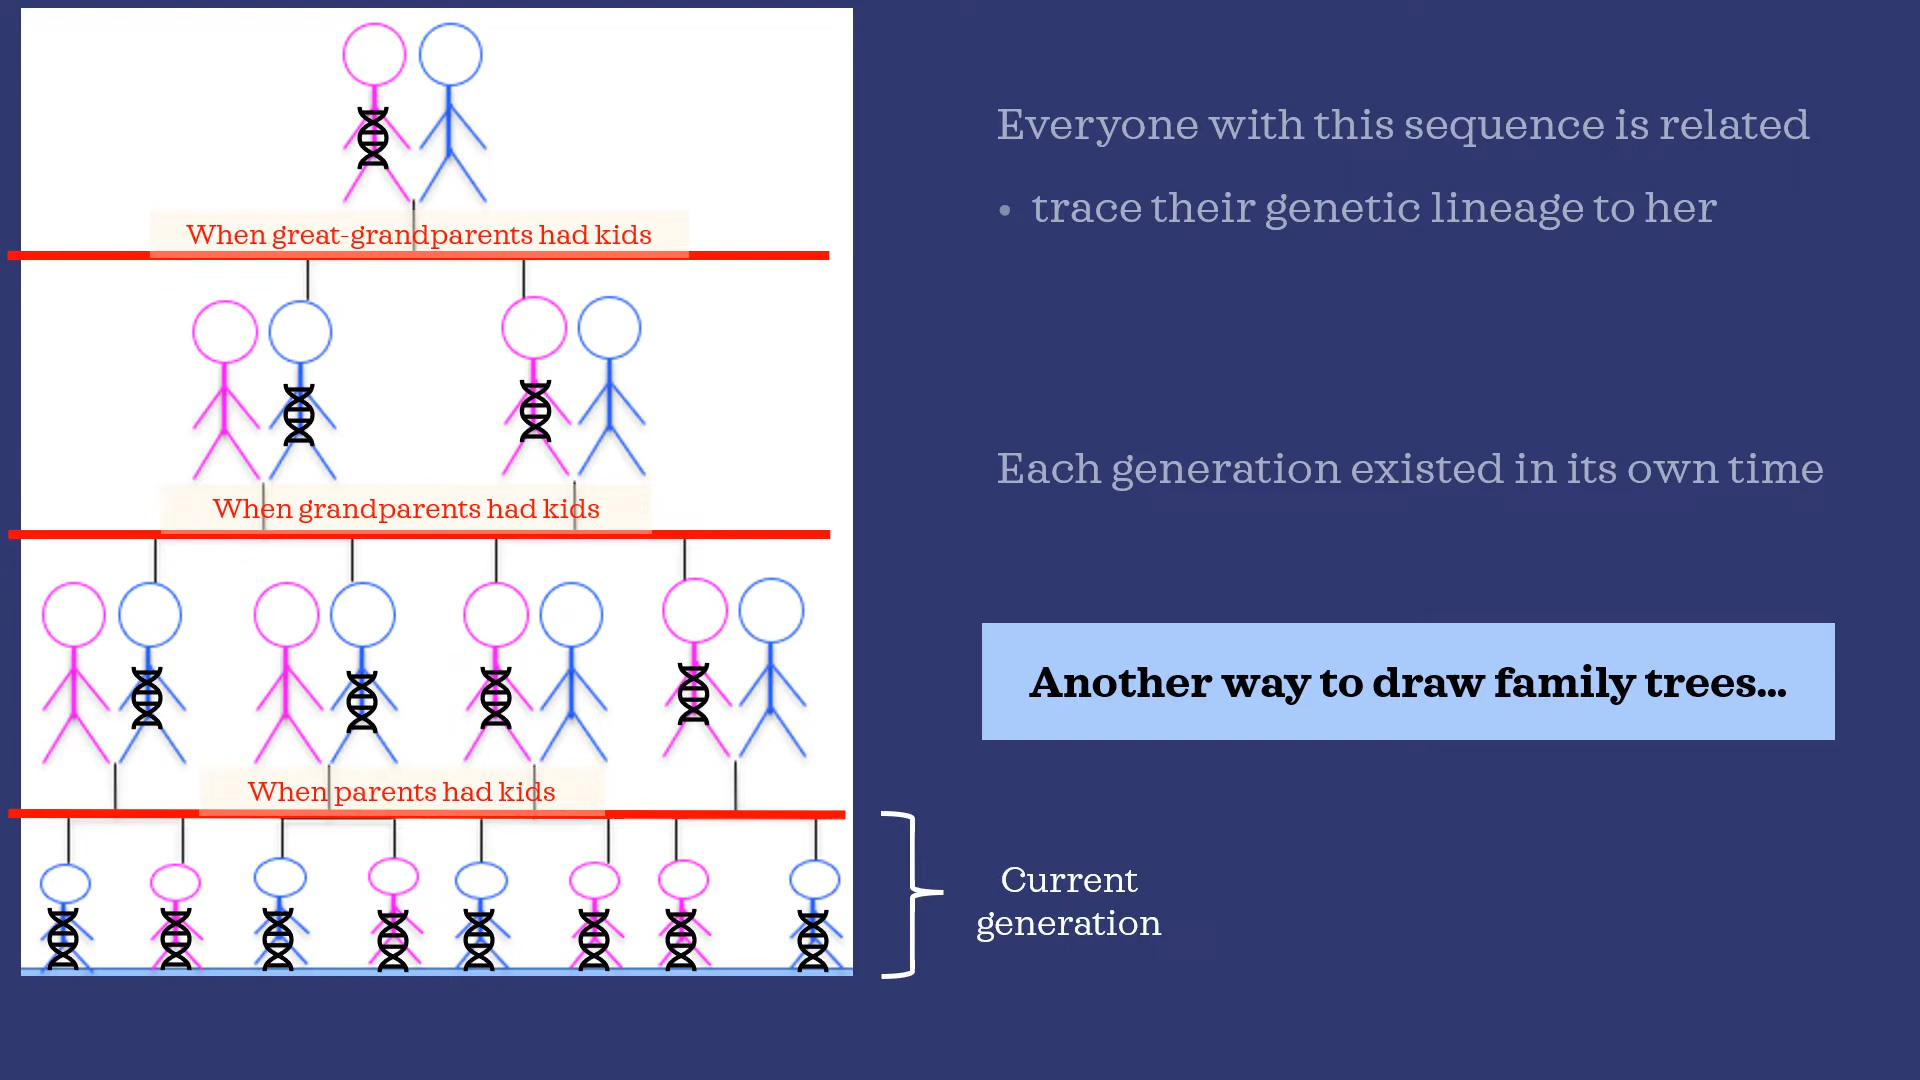 When great-grandparents had kids
When grandparents had kids
When parents had kids
Everyone with this sequence is related
• trace their genetic lineage to her
Each generation existed in its own time
Another way to draw family trees...
Current
generation